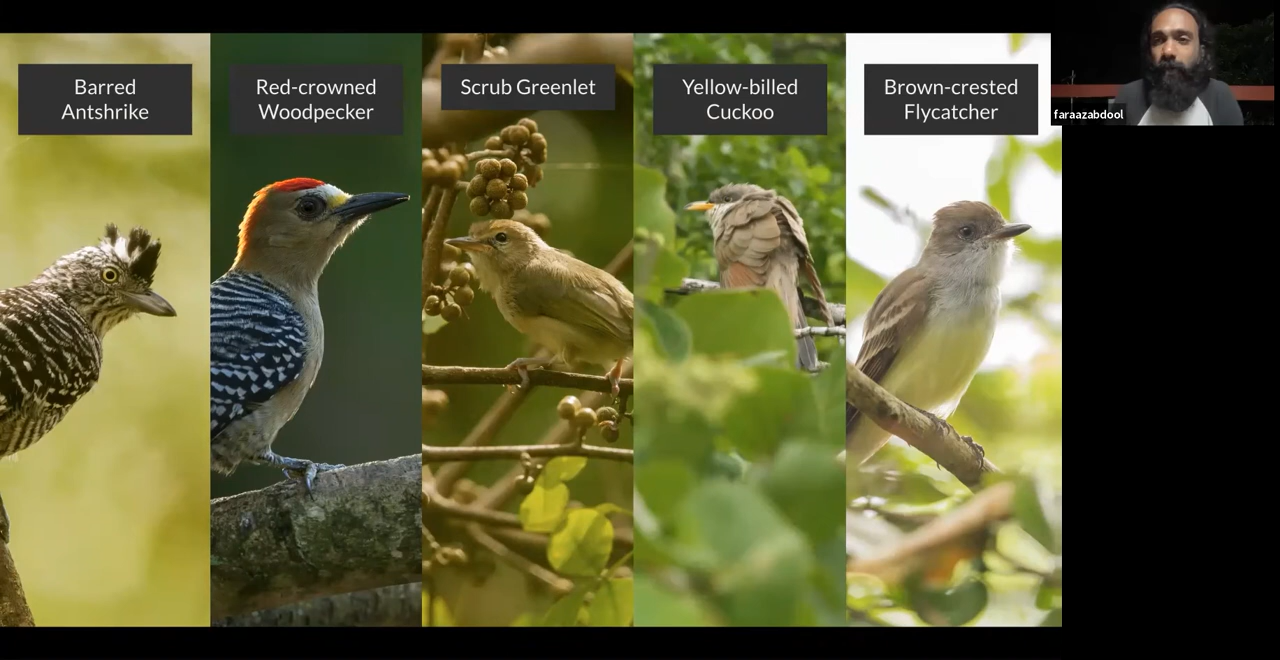 Barred
Antshrike
Red-crowned
Woodpecker
Scrub Greenlet
Yellow-billed
Cuckoo
Brown-crested
Flycatcher
faraazabdool